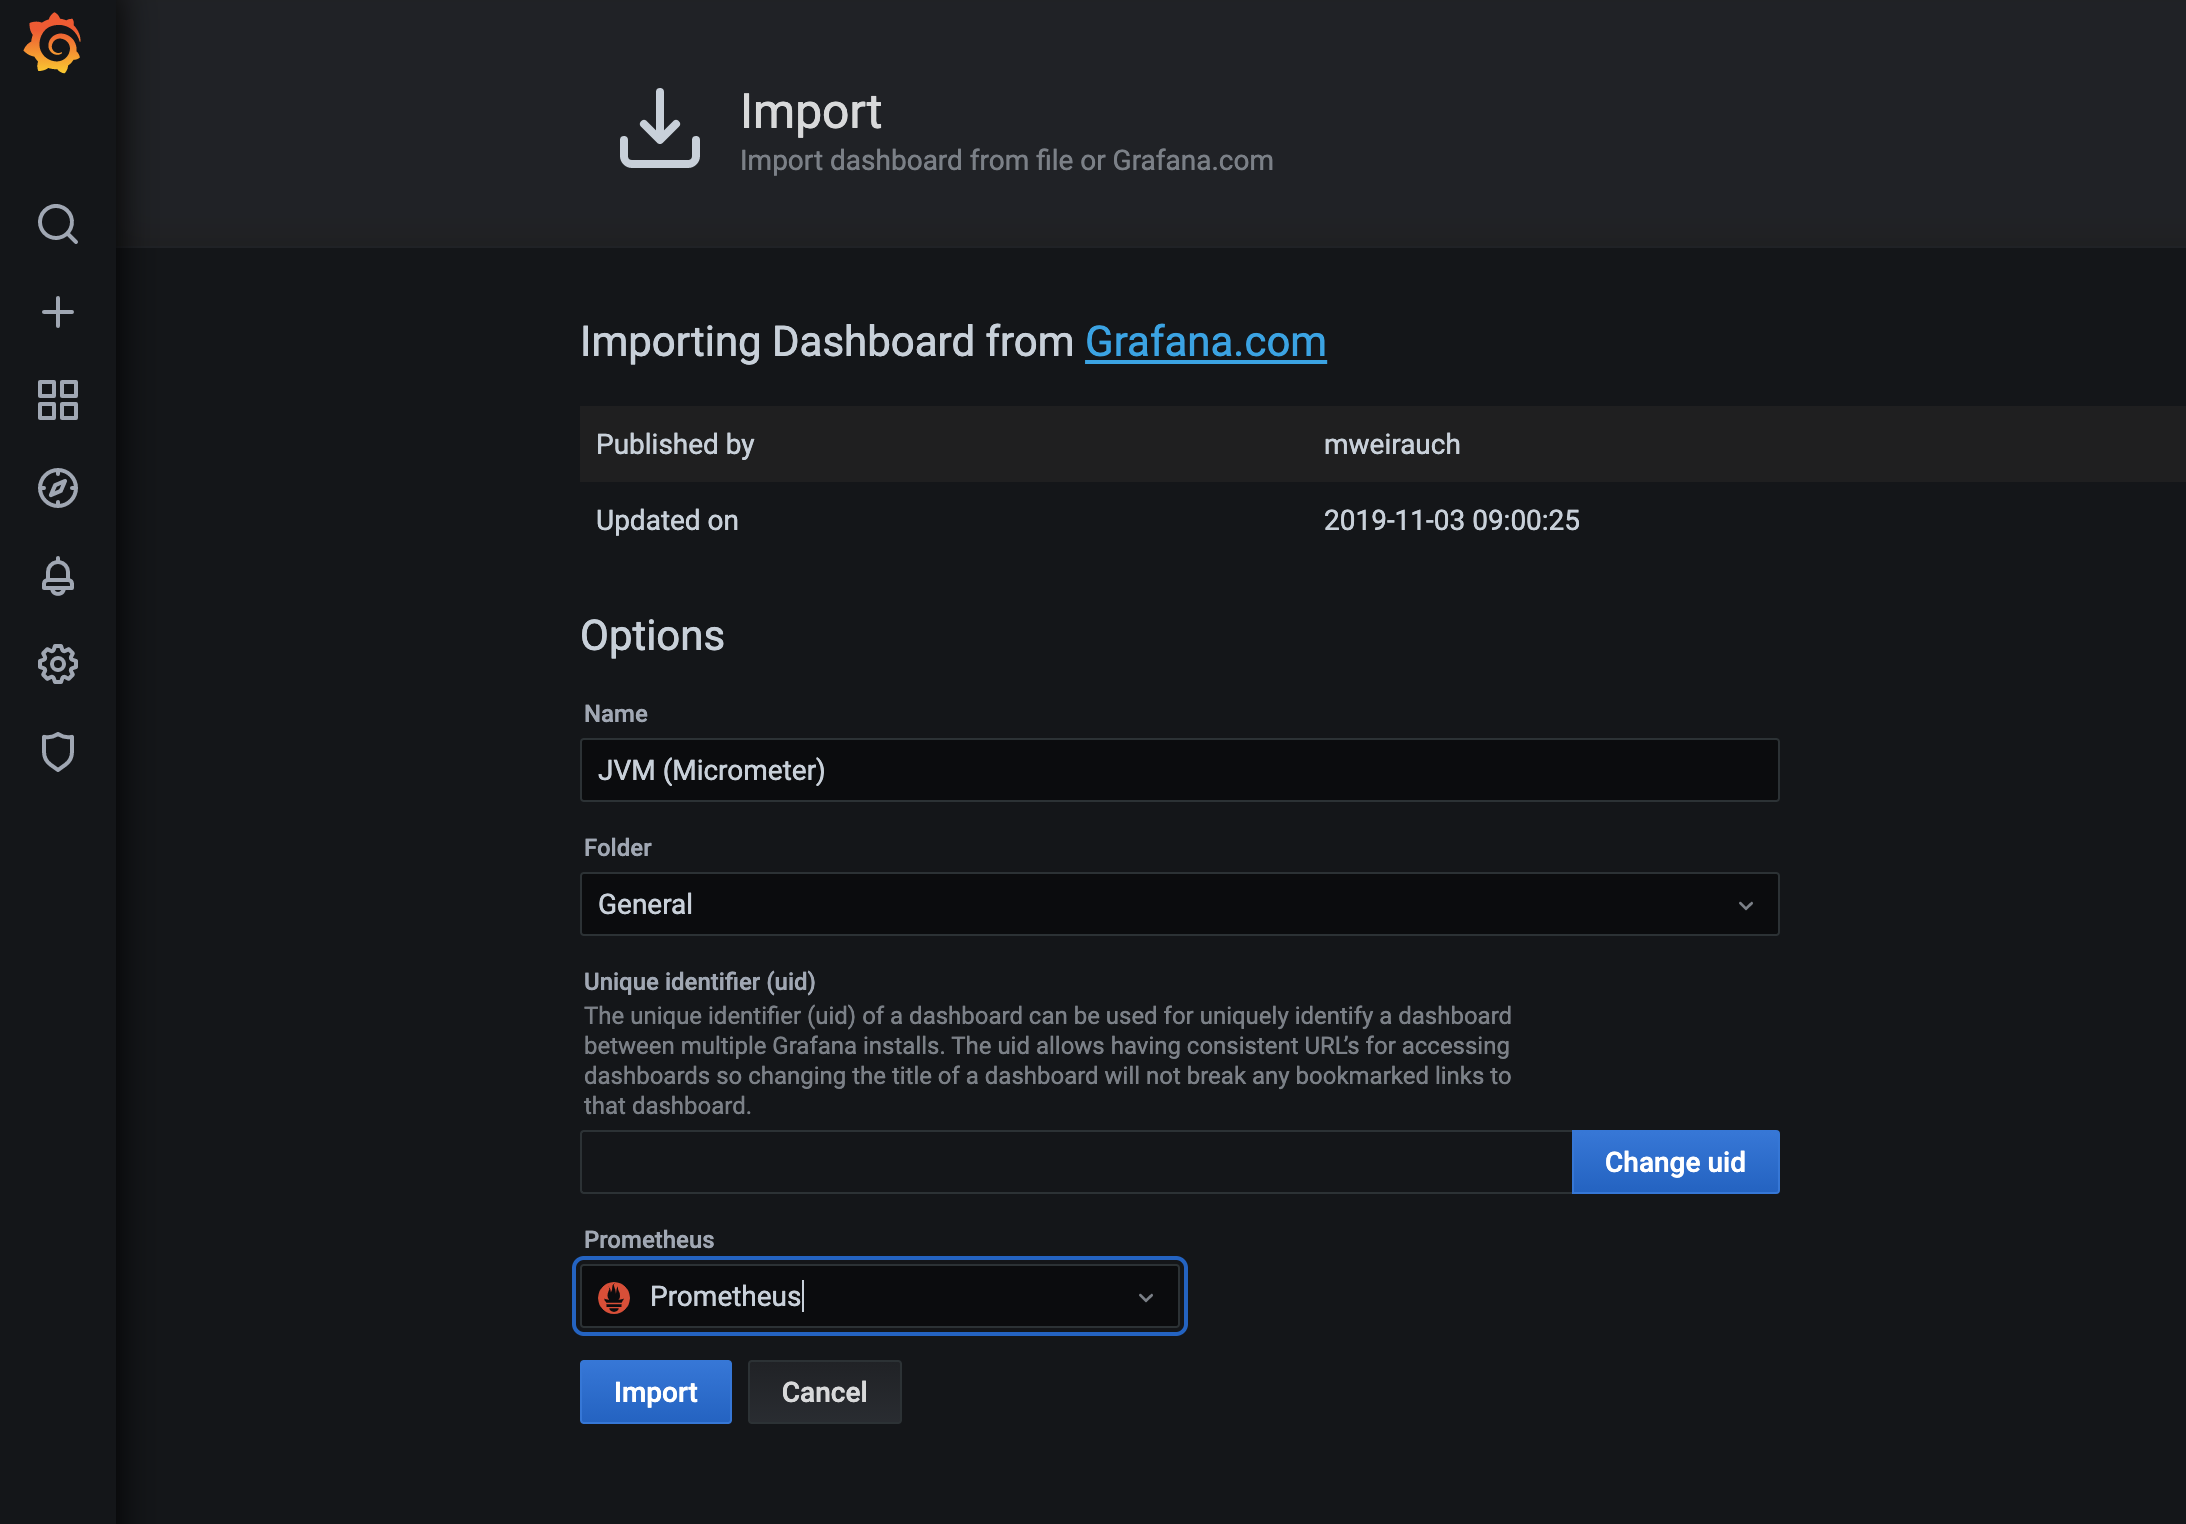 Import
Import dashboard from file or Grafana.com
Importing Dashboard from Grafana.com
Published by mweirauch
Updated on 2019-11-03 09:00:25
Options
Name
JVM (Micrometer)
Folder
General
Unique identifier (uid)
The unique identifier (uid) of a dashboard can be used for uniquely identify a dashboard
between multiple Grafana installs. The uid allows having consistent URL’s for accessing
dashboards so changing the title of a dashboard will not break any bookmarked links to
that dashboard.
Change uid
Prometheus
Prometheus
Import Cancel